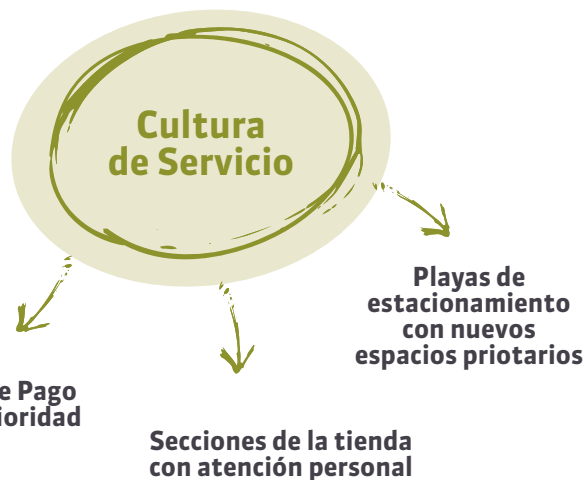 Cultura
de Servicio
Playas de
estacionamiento
con nuevos
espacios priotarios
e Pago
ioridad
Secciones de la tienda
con atención personal